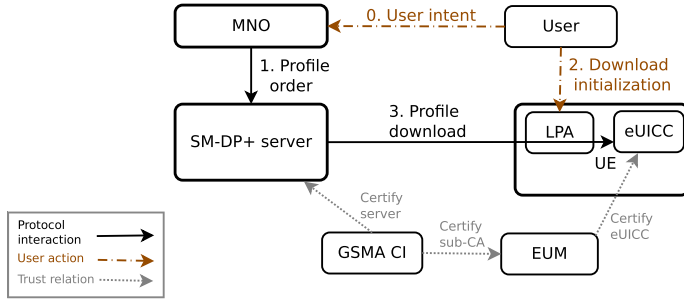 MNO
0. User intent
User
1. Profile
order
2. Download
initialization
SM-DP+ server
3. Profile
download
LPA
eUICC
UE
Certify
server
Certify
sub-CA
Certify
eUICC
GSMA CI
EUM
Protocol
interaction
User action
Trust relation